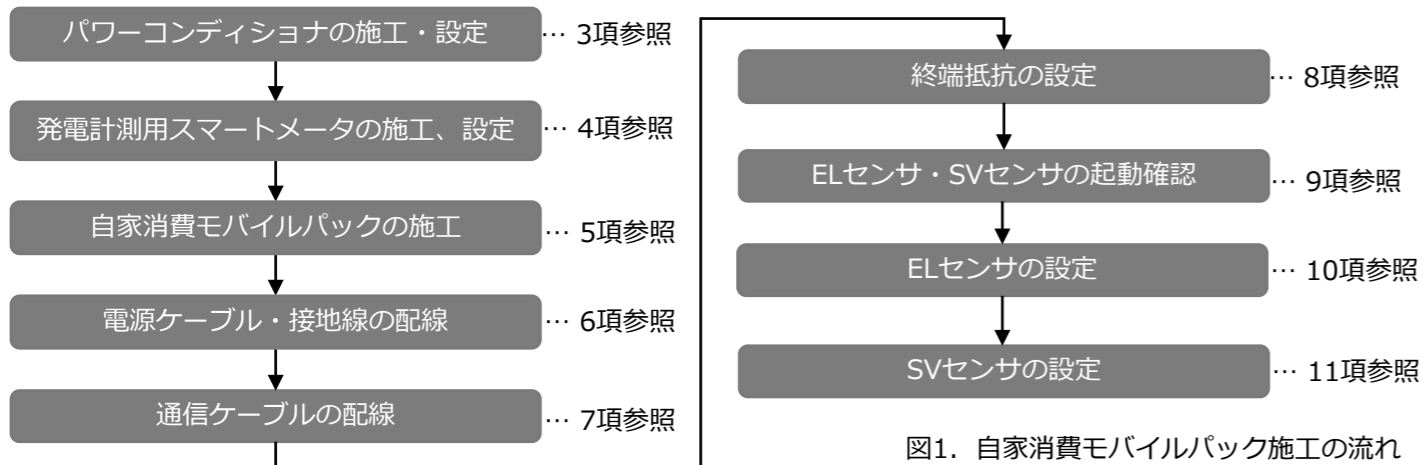 パワーコンディショナの施工・設定 … 3項参照
発電計測用スマートメータの施工、設定 … 4項参照
自家消費モバイルパックの施工 … 5項参照
電源ケーブル・接地線の配線 … 6項参照
通信ケーブルの配線 … 7項参照
終端抵抗の設定 … 8項参照
ELセンサ・SVセンサの起動確認 … 9項参照
ELセンサの設定 … 10項参照
SVセンサの設定 … 11項参照
図1. 自家消費モバイルパック施工の流れ